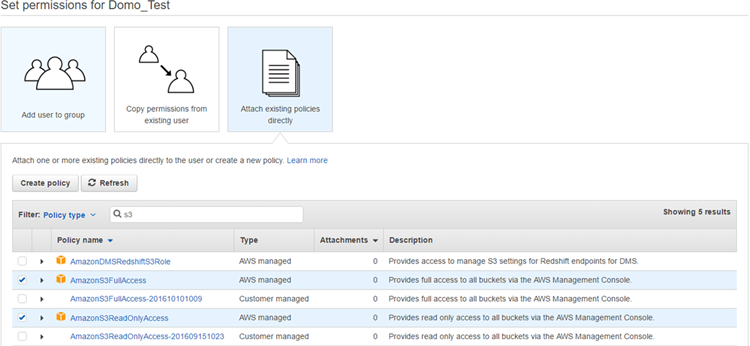 Set permissions for Domo_Test
Add user to group
Copy permissions from
existing user
Attach existing policies
directly
Attach one or more existing policies directly to the user or create a new policy. Learn more
Create policy
Refresh
Filter: Policy type
s3
Showing 5 results
Policy name Type Attachments Description
AmazonDMSRedshiftS3Role AWS managed 0 Provides access to manage S3 settings for Redshift endpoints for DMS.
AmazonS3FullAccess AWS managed 0 Provides full access to all buckets via the AWS Management Console.
AmazonS3FullAccess-201610101009 Customer managed 0 Provides full access to all buckets via the AWS Management Console.
AmazonS3ReadOnlyAccess AWS managed 0 Provides read only access to all buckets via the AWS Management Console.
AmazonS3ReadOnlyAccess-201609151023 Customer managed 0 Provides read only access to all buckets via the AWS Management Console.